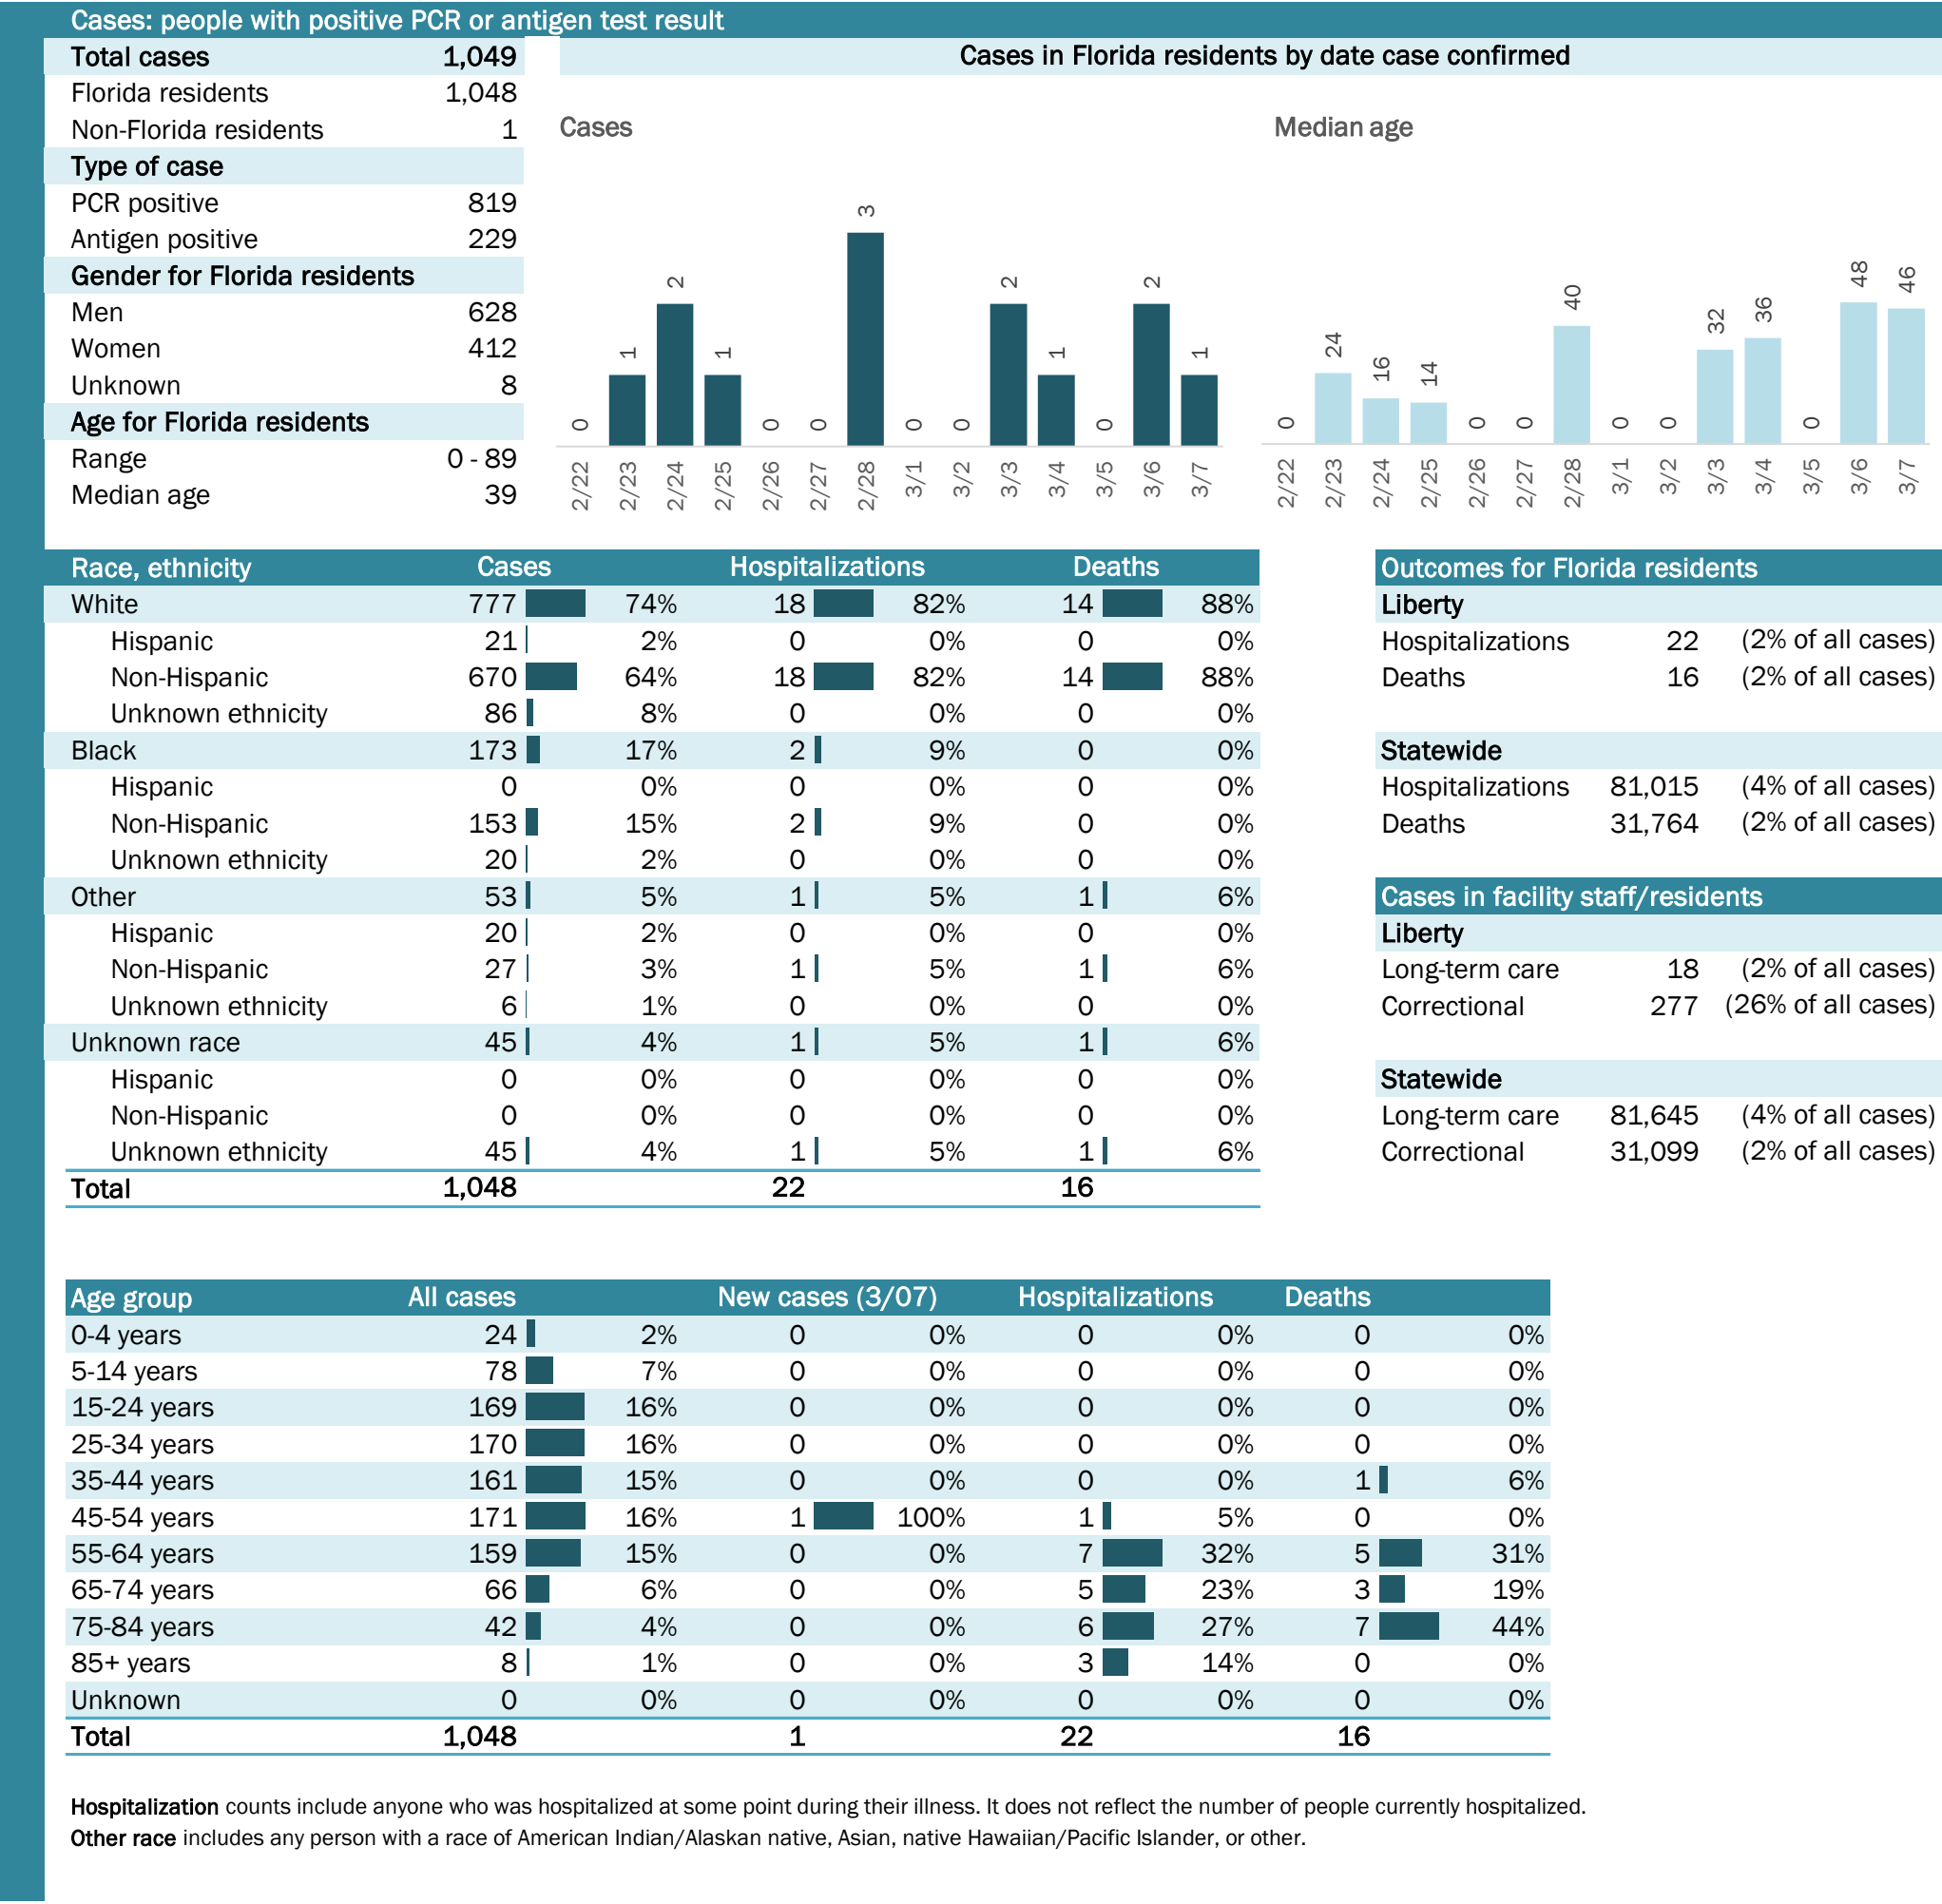 Cases: people with positive PCR or antigen test result
Total cases 1,049
Florida residents 1,048
Non-Florida residents 1
Type of case
PCR positive 819
Antigen positive 229
Gender for Florida residents
Men 628
Women 412
Unknown 8
Age for Florida residents
Range 0 - 89
Median age 39
Cases in Florida residents by date case confirmed
Cases
0 1 2 1 0 0 3 0 0 2 1 0 2 1
2/22 2/23 2/24 2/25 2/26 2/27 2/28 3/1 3/2 3/3 3/4 3/5 3/6 3/7
Median age
0 24 16 14 0 0 40 0 0 32 36 0 48 46
2/22 2/23 2/24 2/25 2/26 2/27 2/28 3/1 3/2 3/3 3/4 3/5 3/6 3/7
Race, ethnicity Cases Hospitalizations Deaths
White 777 74% 18 82% 14 88%
Hispanic 21 2% 0 0% 0 0%
Non-Hispanic 670 64% 18 82% 14 88%
Unknown ethnicity 86 8% 0 0% 0 0%
Black 173 17% 2 9% 0 0%
Hispanic 0 0% 0 0% 0 0%
Non-Hispanic 153 15% 2 9% 0 0%
Unknown ethnicity 20 2% 0 0% 0 0%
Other 53 5% 1 5% 1 6%
Hispanic 20 2% 0 0% 0 0%
Non-Hispanic 27 3% 1 5% 1 6%
Unknown ethnicity 6 1% 0 0% 0 0%
Unknown race 45 4% 1 5% 1 6%
Hispanic 0 0% 0 0% 0 0%
Non-Hispanic 0 0% 0 0% 0 0%
Unknown ethnicity 45 4% 1 5% 1 6%
Total 1,048 22 16
Outcomes for Florida residents
Liberty
Hospitalizations 22 (2% of all cases)
Deaths 16 (2% of all cases)
Statewide
Hospitalizations 81,015 (4% of all cases)
Deaths 31,764 (2% of all cases)
Cases in facility staff/residents
Liberty
Long-term care 18 (2% of all cases)
Correctional 277 (26% of all cases)
Statewide
Long-term care 81,645 (4% of all cases)
Correctional 31,099 (2% of all cases)
Age group All cases New cases (3/07) Hospitalizations Deaths
0-4 years 24 2% 0 0% 0 0% 0 0%
5-14 years 78 7% 0 0% 0 0% 0 0%
15-24 years 169 16% 0 0% 0 0% 0 0%
25-34 years 170 16% 0 0% 0 0% 0 0%
35-44 years 161 15% 0 0% 0 0% 1 6%
45-54 years 171 16% 1 100% 1 5% 0 0%
55-64 years 159 15% 0 0% 7 32% 5 31%
65-74 years 66 6% 0 0% 5 23% 3 19%
75-84 years 42 4% 0 0% 6 27% 7 44%
85+ years 8 1% 0 0% 3 14% 0 0%
Unknown 0 0% 0 0% 0 0% 0 0%
Total 1,048 1 22 16
Hospitalization counts include anyone who was hospitalized at some point during their illness. It does not reflect the number of people currently hospitalized.
Other race includes any person with a race of American Indian/Alaskan native, Asian, native Hawaiian/Pacific Islander, or other.